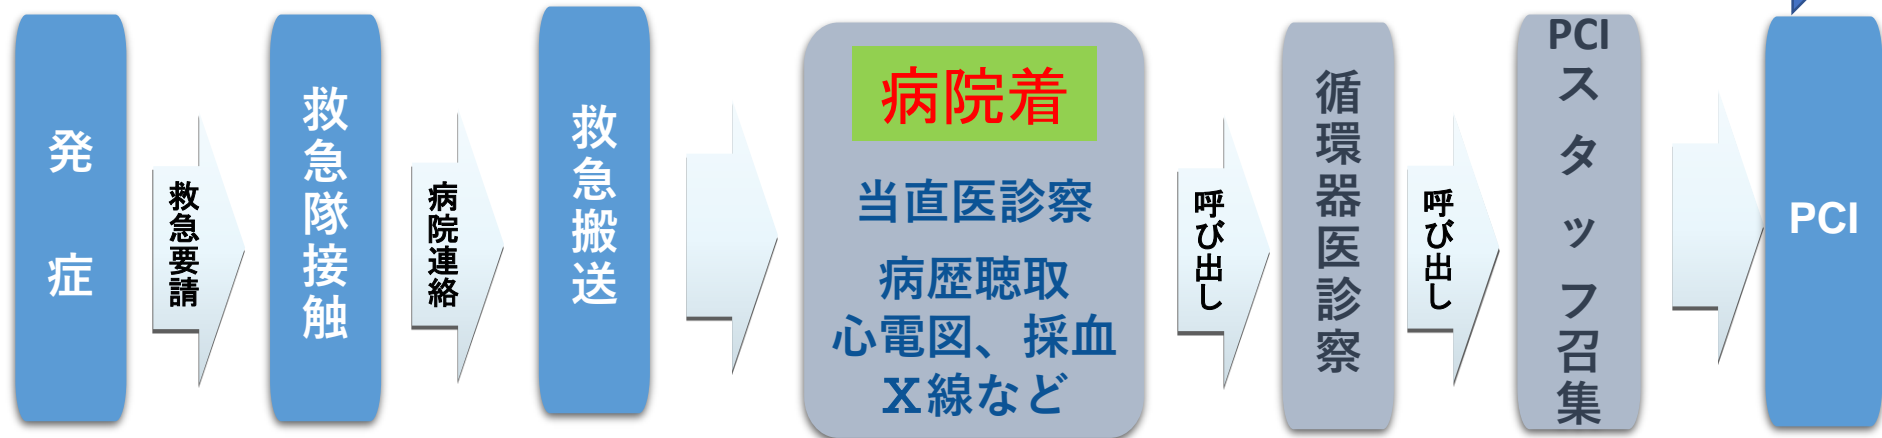 発症
救急要請
救急隊接触
病院連絡
救急搬送
病院着
当直医診察
病歴聴取
心電図、採血
X線など
呼び出し
循環器医診察
呼び出し
PCI
スタッフ召集
PCI